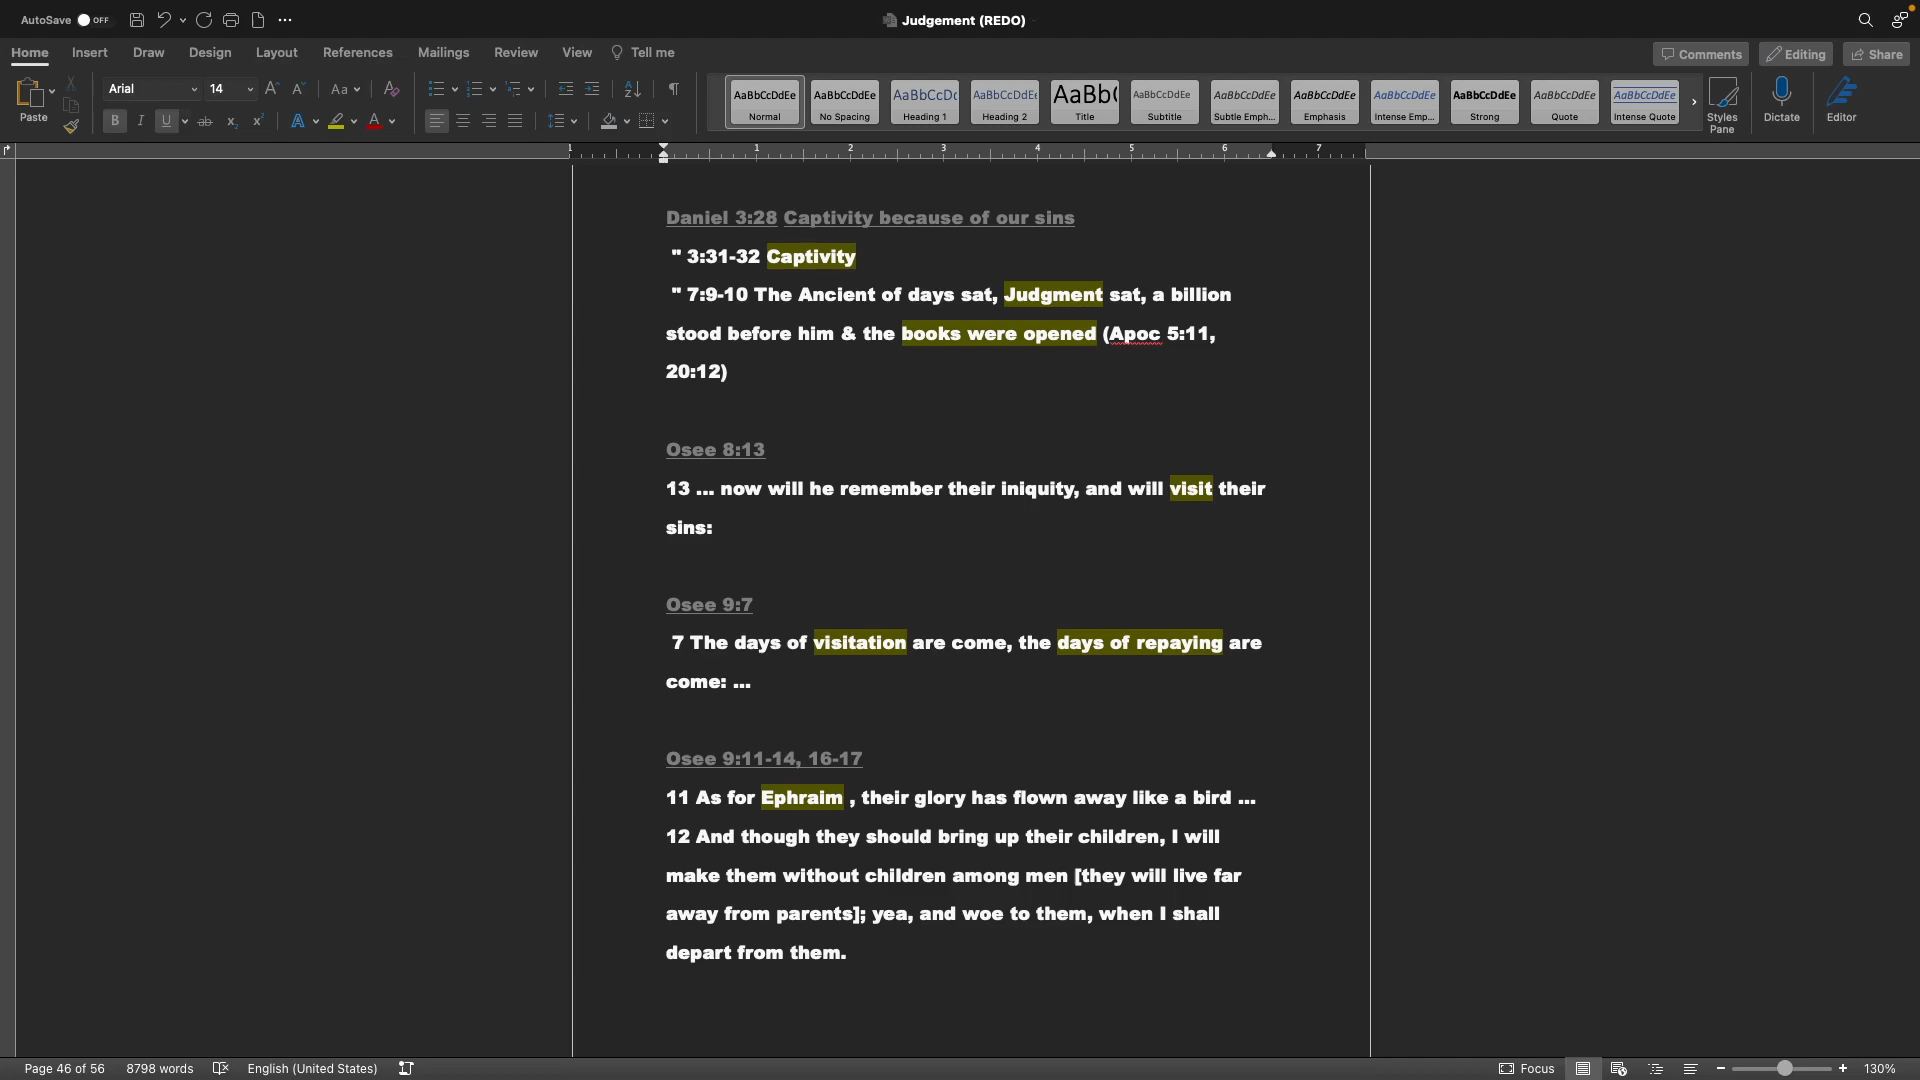 AutoSave OFF
Judgement (REDO)
Home Insert Draw Design Layout References Mailings Review View Tell me
Comments Editing Share
Paste
Arial 14
Aa
AaBbCcDdEe AaBbCcDdEe AaBbCcDc AaBbCcDdEe AaBb( AaBbCcDdEe AaBbCcDdEe AaBbCcDdEe AaBbCcDdEe AaBbCcDdEe AaBbCcDdEe AaBbCcDdEe
Normal No Spacing Heading 1 Heading 2 Title Subtitle Subtle Emph... Emphasis Intense Emp... Strong Quote Intense Quote
Styles Pane
Dictate
Editor
1 1 2 3 4 5 6 7
Daniel 3:28 Captivity because of our sins
" 3:31-32 Captivity
" 7:9-10 The Ancient of days sat, Judgment sat, a billion
stood before him & the books were opened (Apoc 5:11,
20:12)
Osee 8:13
13 ... now will he remember their iniquity, and will visit their
sins:
Osee 9:7
7 The days of visitation are come, the days of repaying are
come: ...
Osee 9:11-14, 16-17
11 As for Ephraim , their glory has flown away like a bird ...
12 And though they should bring up their children, I will
make them without children among men [they will live far
away from parents]; yea, and woe to them, when I shall
depart from them.
Page 46 of 56 8798 words English (United States) Focus 130%